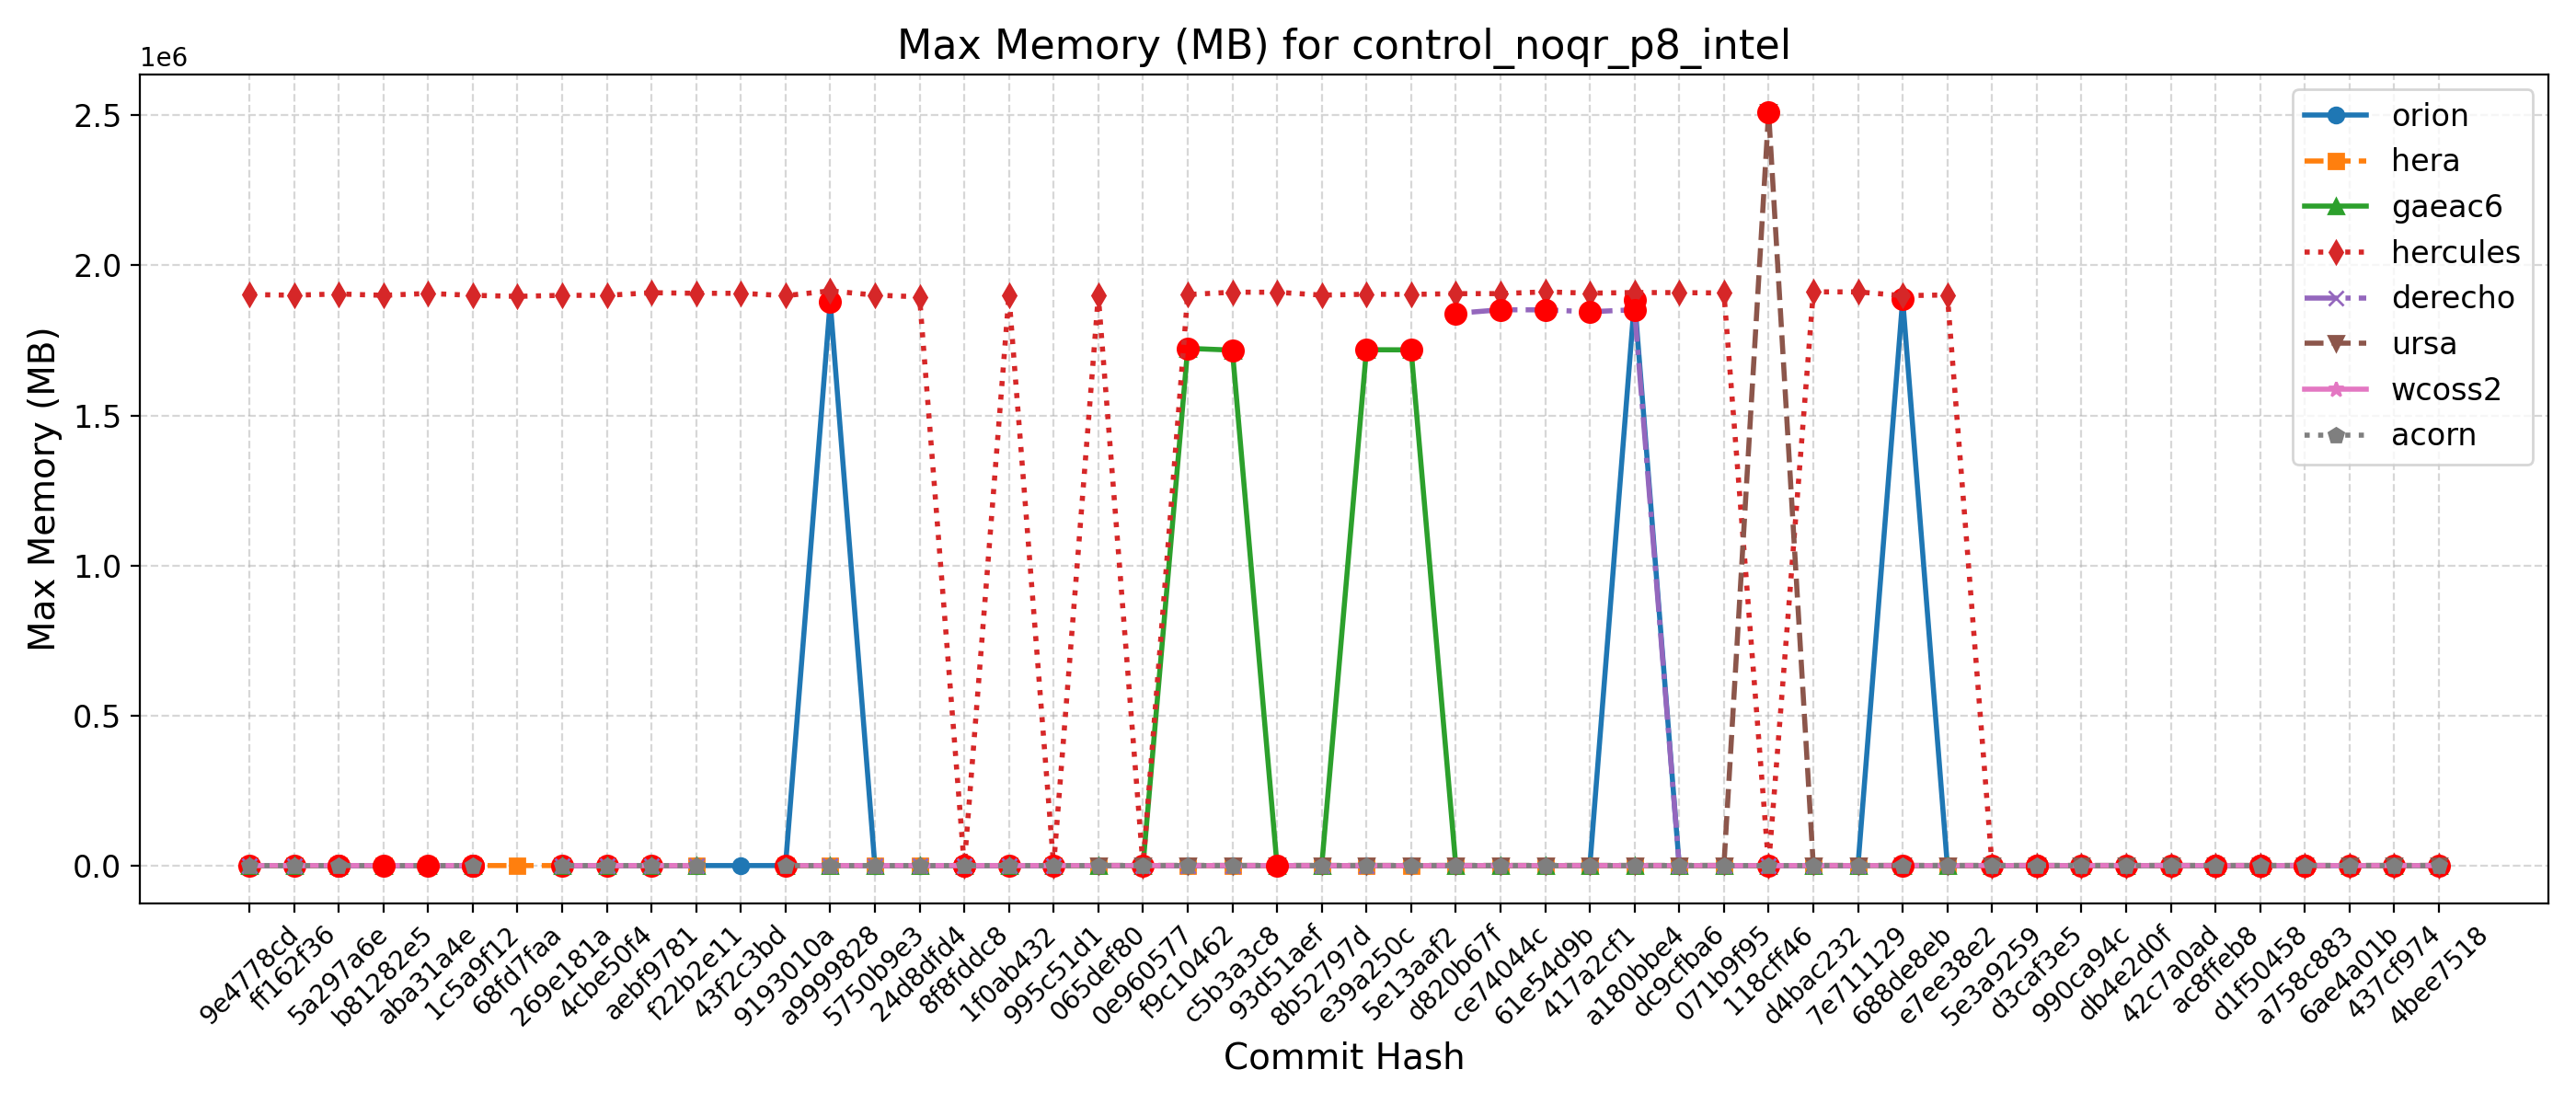 Max Memory (MB) for control_noqr_p8_intel
1e6
2.5
2.0
1.5
1.0
0.5
0.0
Max Memory (MB)
orion
hera
gaeac6
hercules
derecho
ursa
wcoss2
acorn
9e4778cd
ff162f36
5a297a6e
b81282e5
aba31a4e
1c5a9f12
68fd7faa
269e181a
4cbe50f4
aebf9781
f22b2e11
43f2c3bd
9193010a
a9999828
5750b9e3
24d8dfd4
8f8fddc8
1f0ab432
995c51d1
065def80
0e960577
f9c10462
c5b3a3c8
93d51aef
8b52797d
e39a250c
5e13aaf2
d820b67f
ce74044c
61e54d9b
417a2cf1
a180bbe4
dc9cfba6
071b9f95
118cff46
d4bac232
7e711129
688de8eb
e7ee38e2
5e3a9259
d3caf3e5
990ca94c
db4e2d0f
42c7a0ad
ac8ffeb8
d1f50458
a758c883
6ae4a01b
437cf974
4bee7518
Commit Hash